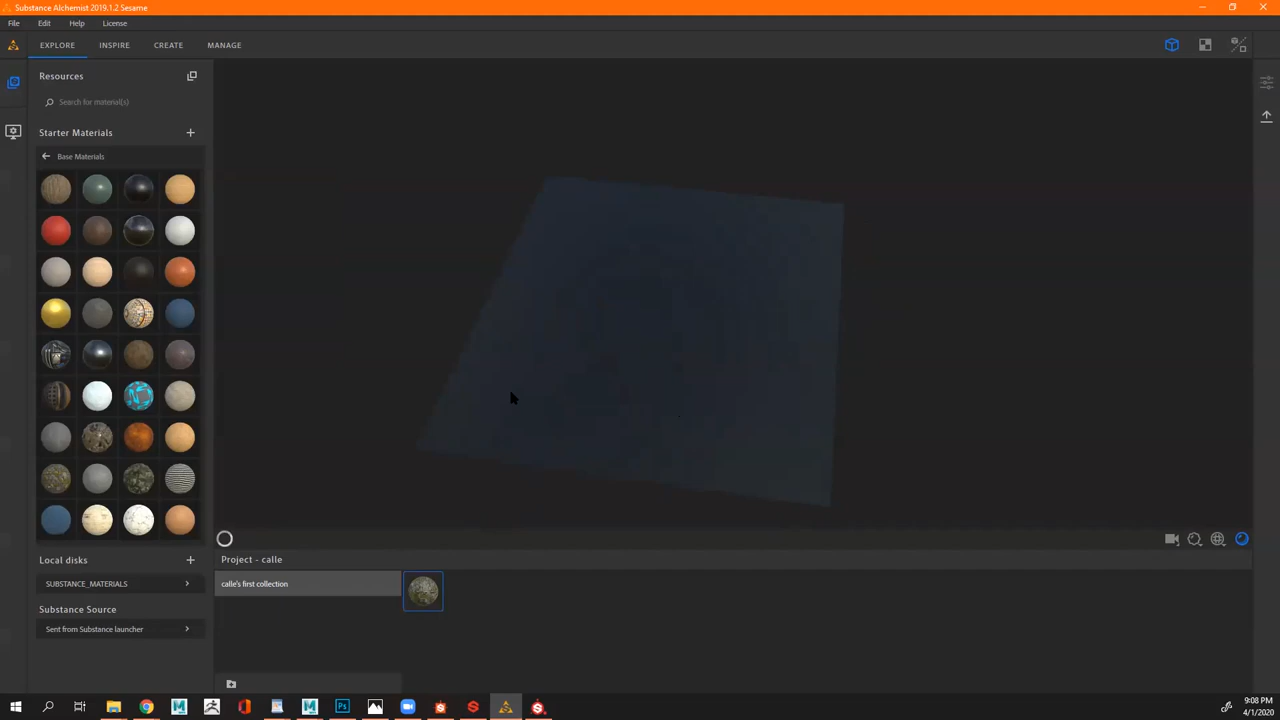 Substance Alchemist 2019.1.2 Sesame
File Edit Help License
EXPLORE INSPIRE CREATE MANAGE
Resources
Search for material(s)
Starter Materials
Base Materials
Local disks
SUBSTANCE_MATERIALS
Substance Source
Sent from Substance launcher
Project - calle
calle's first collection
Ps
9:08 PM
4/1/2020